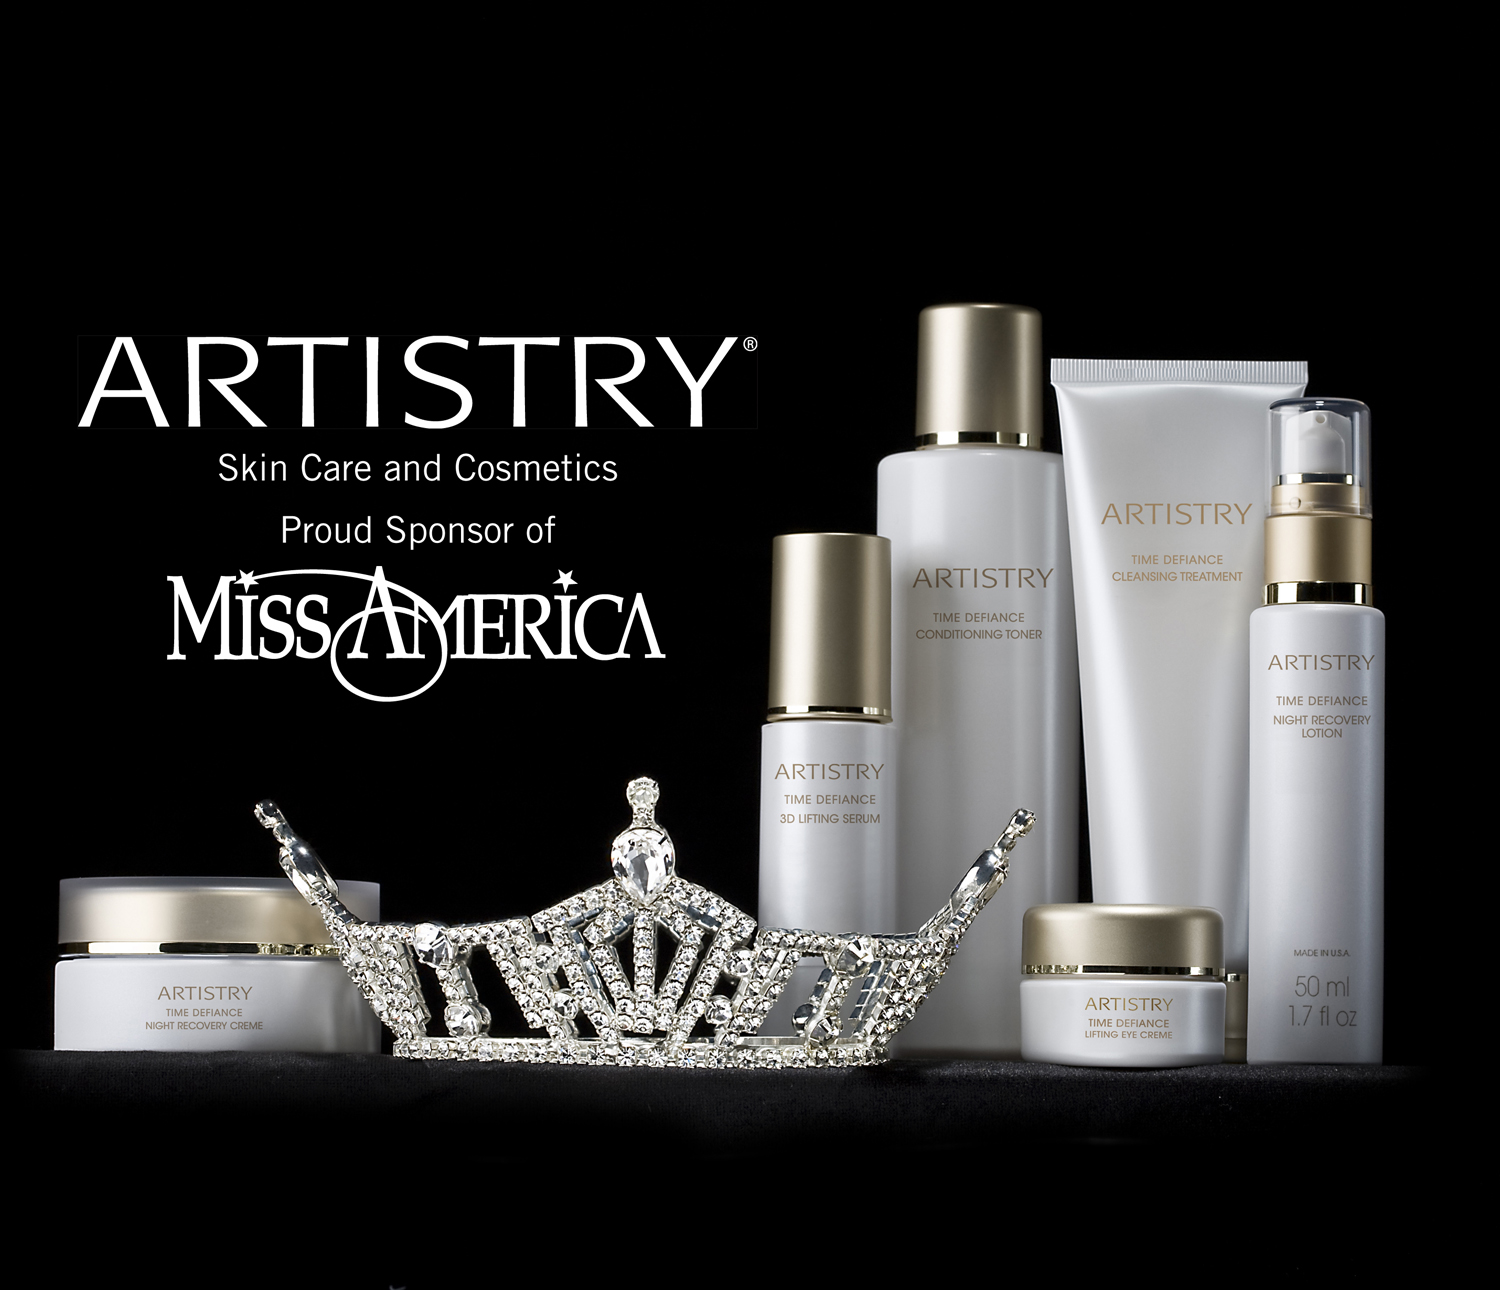 ARTISTRY®
Skin Care and Cosmetics
Proud Sponsor of
MISS AMERICA
ARTISTRY
TIME DEFIANCE
NIGHT RECOVERY CREME
ARTISTRY
TIME DEFIANCE
3D LIFTING SERUM
ARTISTRY
TIME DEFIANCE
CONDITIONING TONER
ARTISTRY
TIME DEFIANCE
CLEANSING TREATMENT
ARTISTRY
TIME DEFIANCE
LIFTING EYE CREME
ARTISTRY
TIME DEFIANCE
NIGHT RECOVERY
LOTION
MADE IN U.S.A.
50 ml
1.7 fl oz